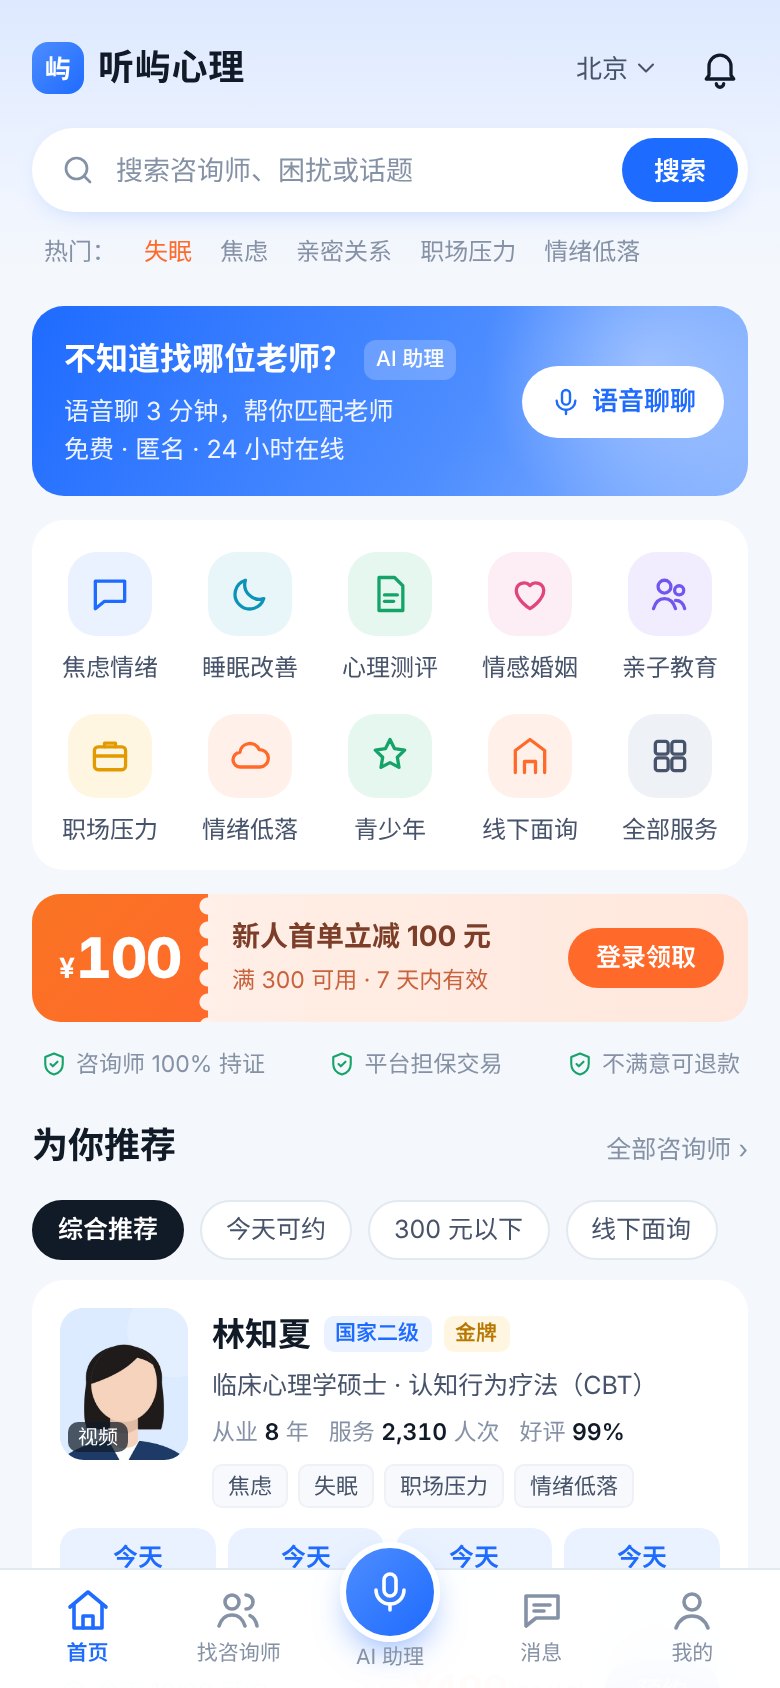 屿 听屿心理
北京
搜索咨询师、困扰或话题
搜索
热门： 失眠 焦虑 亲密关系 职场压力 情绪低落
不知道找哪位老师？ AI 助理
语音聊 3 分钟，帮你匹配老师
免费 · 匿名 · 24 小时在线
语音聊聊
焦虑情绪 睡眠改善 心理测评 情感婚姻 亲子教育
职场压力 情绪低落 青少年 线下面询 全部服务
¥100
新人首单立减 100 元
满 300 可用 · 7 天内有效
登录领取
咨询师 100% 持证 平台担保交易 不满意可退款
为你推荐
全部咨询师 ›
综合推荐 今天可约 300 元以下 线下面询
视频
林知夏 国家二级 金牌
临床心理学硕士 · 认知行为疗法（CBT）
从业 8 年 服务 2,310 人次 好评 99%
焦虑 失眠 职场压力 情绪低落
今天 今天 今天 今天
首页 找咨询师 AI 助理 消息 我的